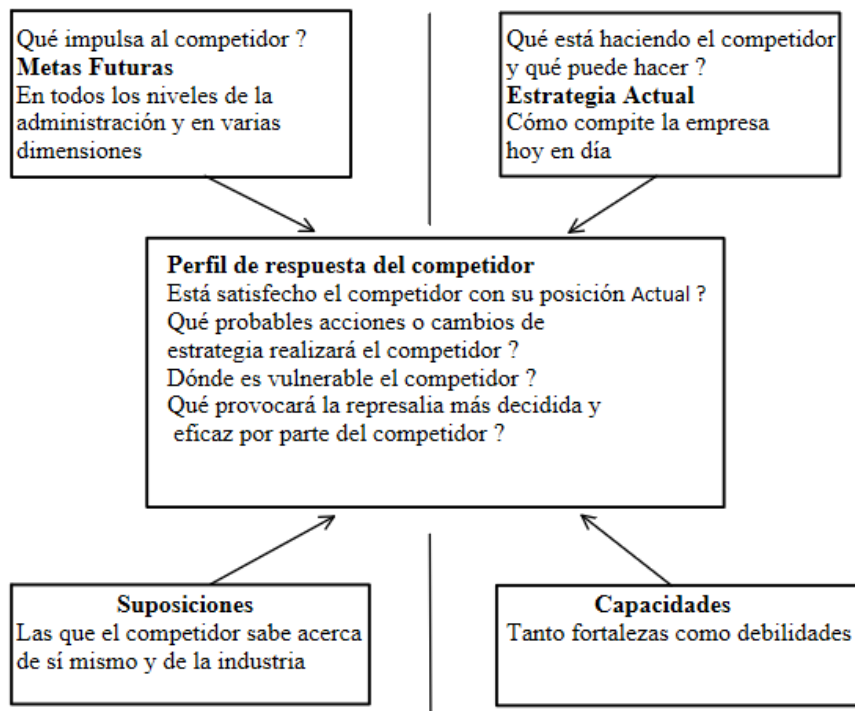 Qué impulsa al competidor ?
Metas Futuras
En todos los niveles de la
administración y en varias
dimensiones
Qué está haciendo el competidor
y qué puede hacer ?
Estrategia Actual
Cómo compite la empresa
hoy en día
Perfil de respuesta del competidor
Está satisfecho el competidor con su posición Actual ?
Qué probables acciones o cambios de
estrategia realizará el competidor ?
Dónde es vulnerable el competidor ?
Qué provocará la represalia más decidida y
eficaz por parte del competidor ?
Suposiciones
Las que el competidor sabe acerca
de sí mismo y de la industria
Capacidades
Tanto fortalezas como debilidades